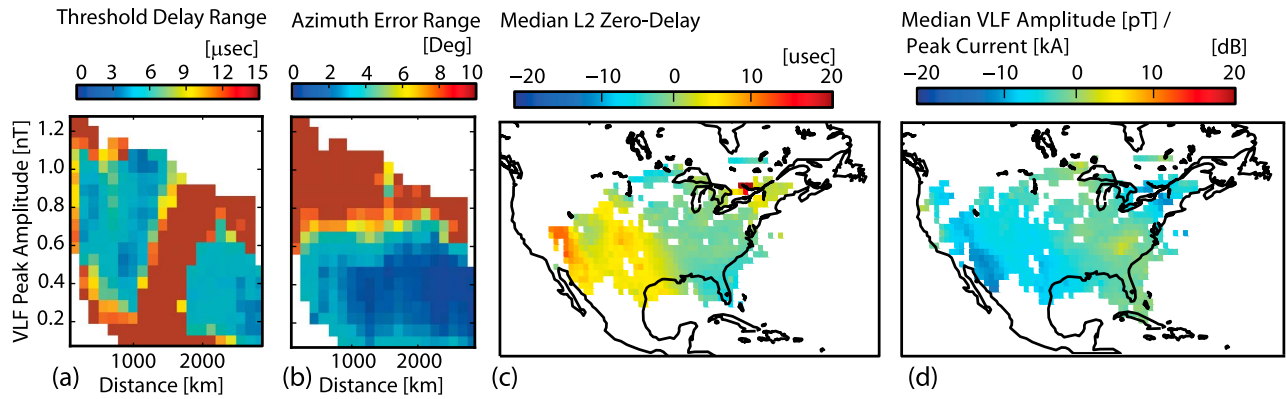 Threshold Delay Range
[μsec]
0 3 6 9 12 15
Azimuth Error Range
[Deg]
0 2 4 6 8 10
Median L2 Zero-Delay
[usec]
−20 −10 0 10 20
Median VLF Amplitude [pT] /
Peak Current [kA] [dB]
−20 −10 0 10 20
VLF Peak Amplitude [nT]
1.2
1.0
0.8
0.6
0.4
0.2
1000 2000
Distance [km]
(a)
1000 2000
Distance [km]
(b)
(c)
(d)